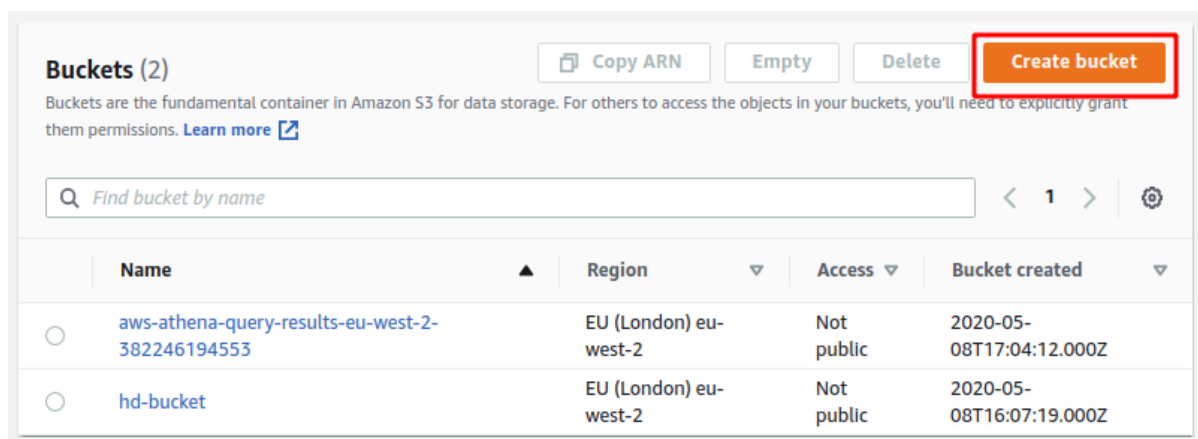 Buckets (2)
Copy ARN
Empty
Delete
Create bucket
Buckets are the fundamental container in Amazon S3 for data storage. For others to access the objects in your buckets, you'll need to explicitly grant
them permissions. Learn more
Find bucket by name
1
Name
Region
Access
Bucket created
aws-athena-query-results-eu-west-2-
382246194553
EU (London) eu-
west-2
Not
public
2020-05-
08T17:04:12.000Z
hd-bucket
EU (London) eu-
west-2
Not
public
2020-05-
08T16:07:19.000Z